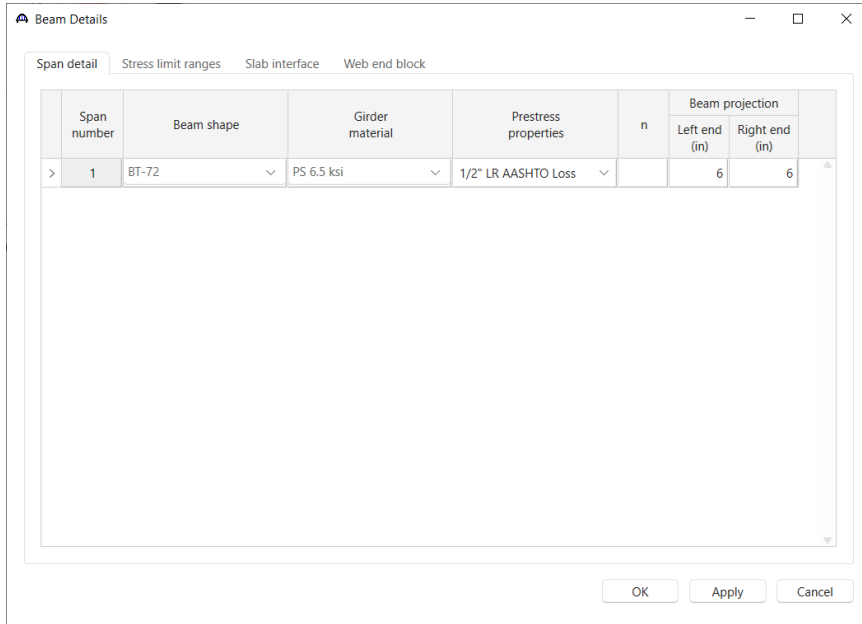 Beam Details
Span detail Stress limit ranges Slab interface Web end block
Span number Beam shape Girder material Prestress properties n Beam projection
Left end (in) Right end (in)
1 BT-72 PS 6.5 ksi 1/2" LR AASHTO Loss 6 6
OK Apply Cancel